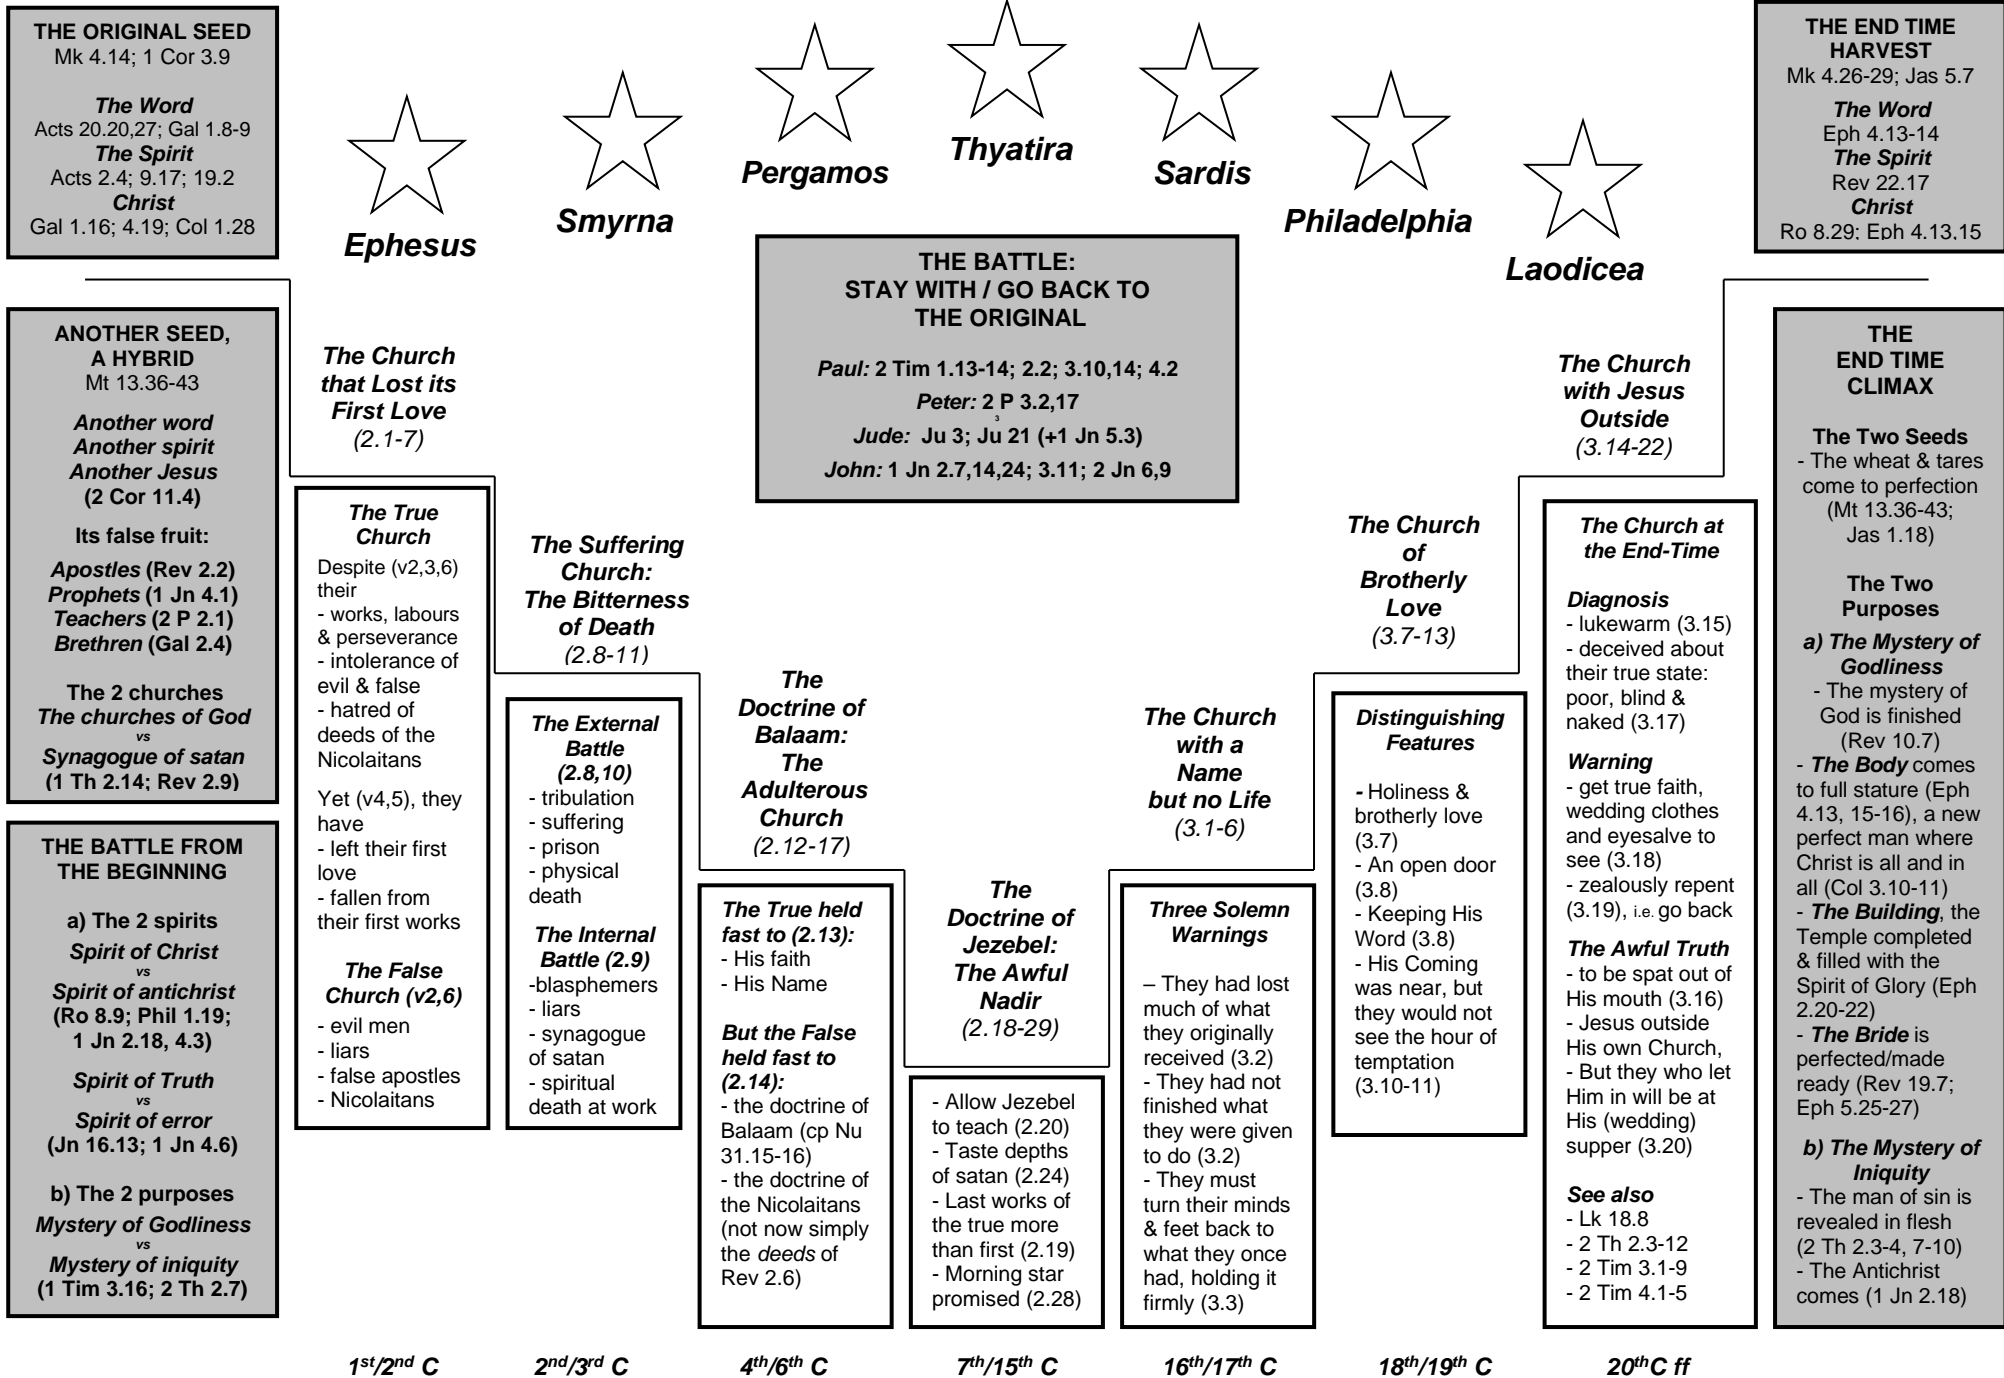 THE ORIGINAL SEED
Mk 4.14; 1 Cor 3.9
The Word
Acts 20.20,27; Gal 1.8-9
The Spirit
Acts 2.4; 9.17; 19.2
Christ
Gal 1.16; 4.19; Col 1.28
Ephesus
Smyrna
Pergamos
Thyatira
Sardis
Philadelphia
Laodicea
THE END TIME
HARVEST
Mk 4.26-29; Jas 5.7
The Word
Eph 4.13-14
The Spirit
Rev 22.17
Christ
Ro 8.29; Eph 4.13,15
THE BATTLE:
STAY WITH / GO BACK TO
THE ORIGINAL
Paul: 2 Tim 1.13-14; 2.2; 3.10,14; 4.2
Peter: 2 P 3.2,17
3
Jude: Ju 3; Ju 21 (+1 Jn 5.3)
John: 1 Jn 2.7,14,24; 3.11; 2 Jn 6,9
ANOTHER SEED,
A HYBRID
Mt 13.36-43
Another word
Another spirit
Another Jesus
(2 Cor 11.4)
Its false fruit:
Apostles (Rev 2.2)
Prophets (1 Jn 4.1)
Teachers (2 P 2.1)
Brethren (Gal 2.4)
The 2 churches
The churches of God
vs
Synagogue of satan
(1 Th 2.14; Rev 2.9)
THE BATTLE FROM
THE BEGINNING
a) The 2 spirits
Spirit of Christ
vs
Spirit of antichrist
(Ro 8.9; Phil 1.19;
1 Jn 2.18, 4.3)
Spirit of Truth
vs
Spirit of error
(Jn 16.13; 1 Jn 4.6)
b) The 2 purposes
Mystery of Godliness
vs
Mystery of iniquity
(1 Tim 3.16; 2 Th 2.7)
The Church
that Lost its
First Love
(2.1-7)
The True
Church
Despite (v2,3,6)
their
- works, labours
& perseverance
- intolerance of
evil & false
- hatred of
deeds of the
Nicolaitans
Yet (v4,5), they
have
- left their first
love
- fallen from
their first works
The False
Church (v2,6)
- evil men
- liars
- false apostles
- Nicolaitans
1st/2nd C
The Suffering
Church:
The Bitterness
of Death
(2.8-11)
The External
Battle
(2.8,10)
- tribulation
- suffering
- prison
- physical
death
The Internal
Battle (2.9)
-blasphemers
- liars
- synagogue
of satan
- spiritual
death at work
2nd/3rd C
The
Doctrine of
Balaam:
The
Adulterous
Church
(2.12-17)
The True held
fast to (2.13):
- His faith
- His Name
But the False
held fast to
(2.14):
- the doctrine of
Balaam (cp Nu
31.15-16)
- the doctrine of
the Nicolaitans
(not now simply
the deeds of
Rev 2.6)
4th/6th C
The
Doctrine of
Jezebel:
The Awful
Nadir
(2.18-29)
- Allow Jezebel
to teach (2.20)
- Taste depths
of satan (2.24)
- Last works of
the true more
than first (2.19)
- Morning star
promised (2.28)
7th/15th C
The Church
with a
Name
but no Life
(3.1-6)
Three Solemn
Warnings
– They had lost
much of what
they originally
received (3.2)
- They had not
finished what
they were given
to do (3.2)
- They must
turn their minds
& feet back to
what they once
had, holding it
firmly (3.3)
16th/17th C
The Church
of
Brotherly
Love
(3.7-13)
Distinguishing
Features
- Holiness &
brotherly love
(3.7)
- An open door
(3.8)
- Keeping His
Word (3.8)
- His Coming
was near, but
they would not
see the hour of
temptation
(3.10-11)
18th/19th C
The Church
with Jesus
Outside
(3.14-22)
The Church at
the End-Time
Diagnosis
- lukewarm (3.15)
- deceived about
their true state:
poor, blind &
naked (3.17)
Warning
- get true faith,
wedding clothes
and eyesalve to
see (3.18)
- zealously repent
(3.19), i.e. go back
The Awful Truth
- to be spat out of
His mouth (3.16)
- Jesus outside
His own Church,
- But they who let
Him in will be at
His (wedding)
supper (3.20)
See also
- Lk 18.8
- 2 Th 2.3-12
- 2 Tim 3.1-9
- 2 Tim 4.1-5
20thC ff
THE
END TIME
CLIMAX
The Two Seeds
- The wheat & tares
come to perfection
(Mt 13.36-43;
Jas 1.18)
The Two
Purposes
a) The Mystery of
Godliness
- The mystery of
God is finished
(Rev 10.7)
- The Body comes
to full stature (Eph
4.13, 15-16), a new
perfect man where
Christ is all and in
all (Col 3.10-11)
- The Building, the
Temple completed
& filled with the
Spirit of Glory (Eph
2.20-22)
- The Bride is
perfected/made
ready (Rev 19.7;
Eph 5.25-27)
b) The Mystery of
Iniquity
- The man of sin is
revealed in flesh
(2 Th 2.3-4, 7-10)
- The Antichrist
comes (1 Jn 2.18)